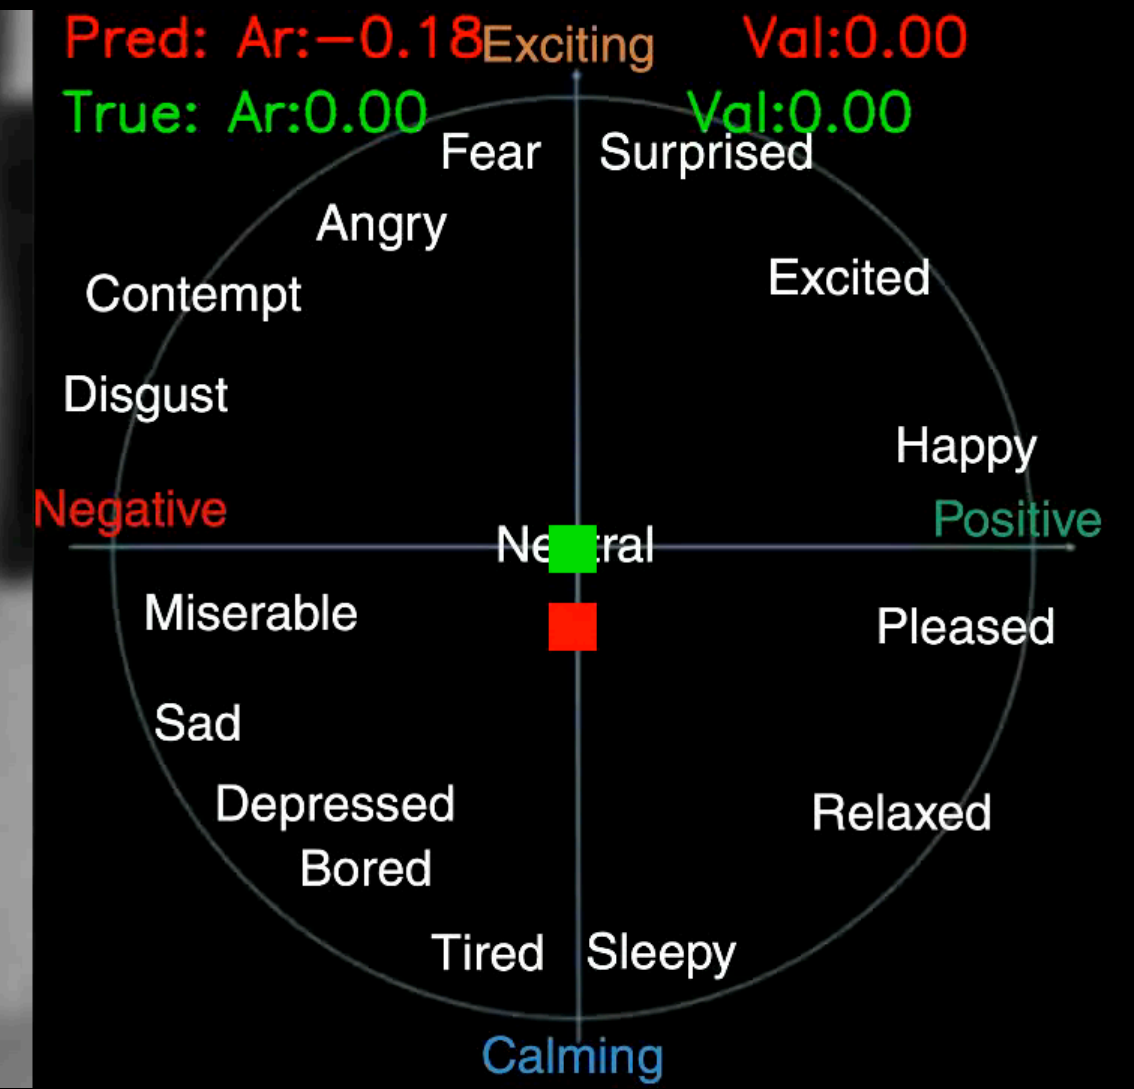 Pred: Ar:-0.18 Exciting Val:0.00
True: Ar:0.00 Val:0.00
Fear Surprised
Angry
Excited
Contempt
Disgust
Happy
Negative
Positive
Miserable
Pleased
Sad
Depressed
Relaxed
Bored
Tired Sleepy
Calming